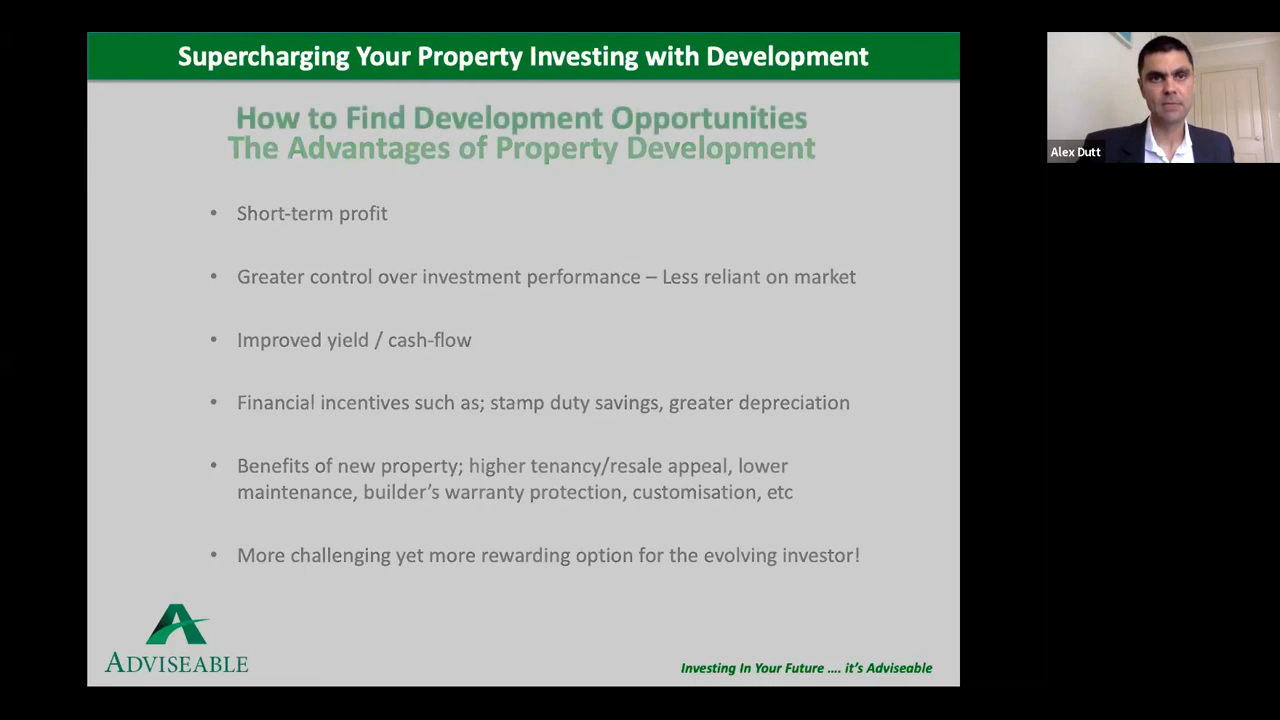 Supercharging Your Property Investing with Development
How to Find Development Opportunities
The Advantages of Property Development
• Short-term profit
• Greater control over investment performance – Less reliant on market
• Improved yield / cash-flow
• Financial incentives such as; stamp duty savings, greater depreciation
• Benefits of new property; higher tenancy/resale appeal, lower
maintenance, builder's warranty protection, customisation, etc
• More challenging yet more rewarding option for the evolving investor!
ADVISEABLE
Investing In Your Future .... it's Adviseable
Alex Dutt